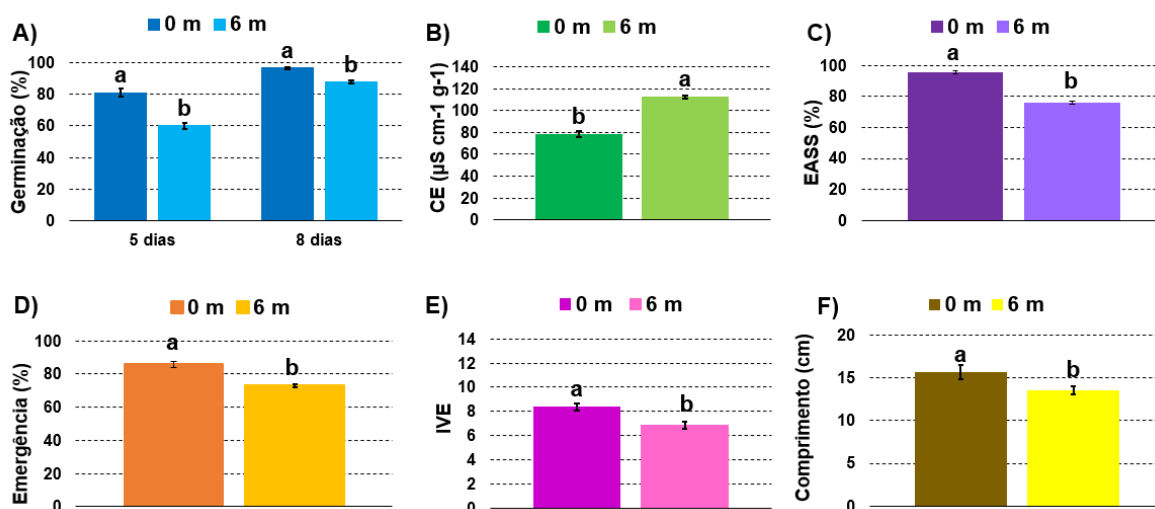 A)
0 m 6 m
Germinação (%)
100
80
60
40
20
0
a
b
a
b
5 dias 8 dias
B)
0 m 6 m
CE (µS cm-1 g-1)
140
120
100
80
60
40
20
0
b
a
C)
0 m 6 m
EASS (%)
100
80
60
40
20
0
a
b
D)
0 m 6 m
Emergência (%)
100
80
60
40
20
0
a
b
E)
0 m 6 m
IVE
14
12
10
8
6
4
2
0
a
b
F)
0 m 6 m
Comprimento (cm)
20
15
10
5
0
a
b